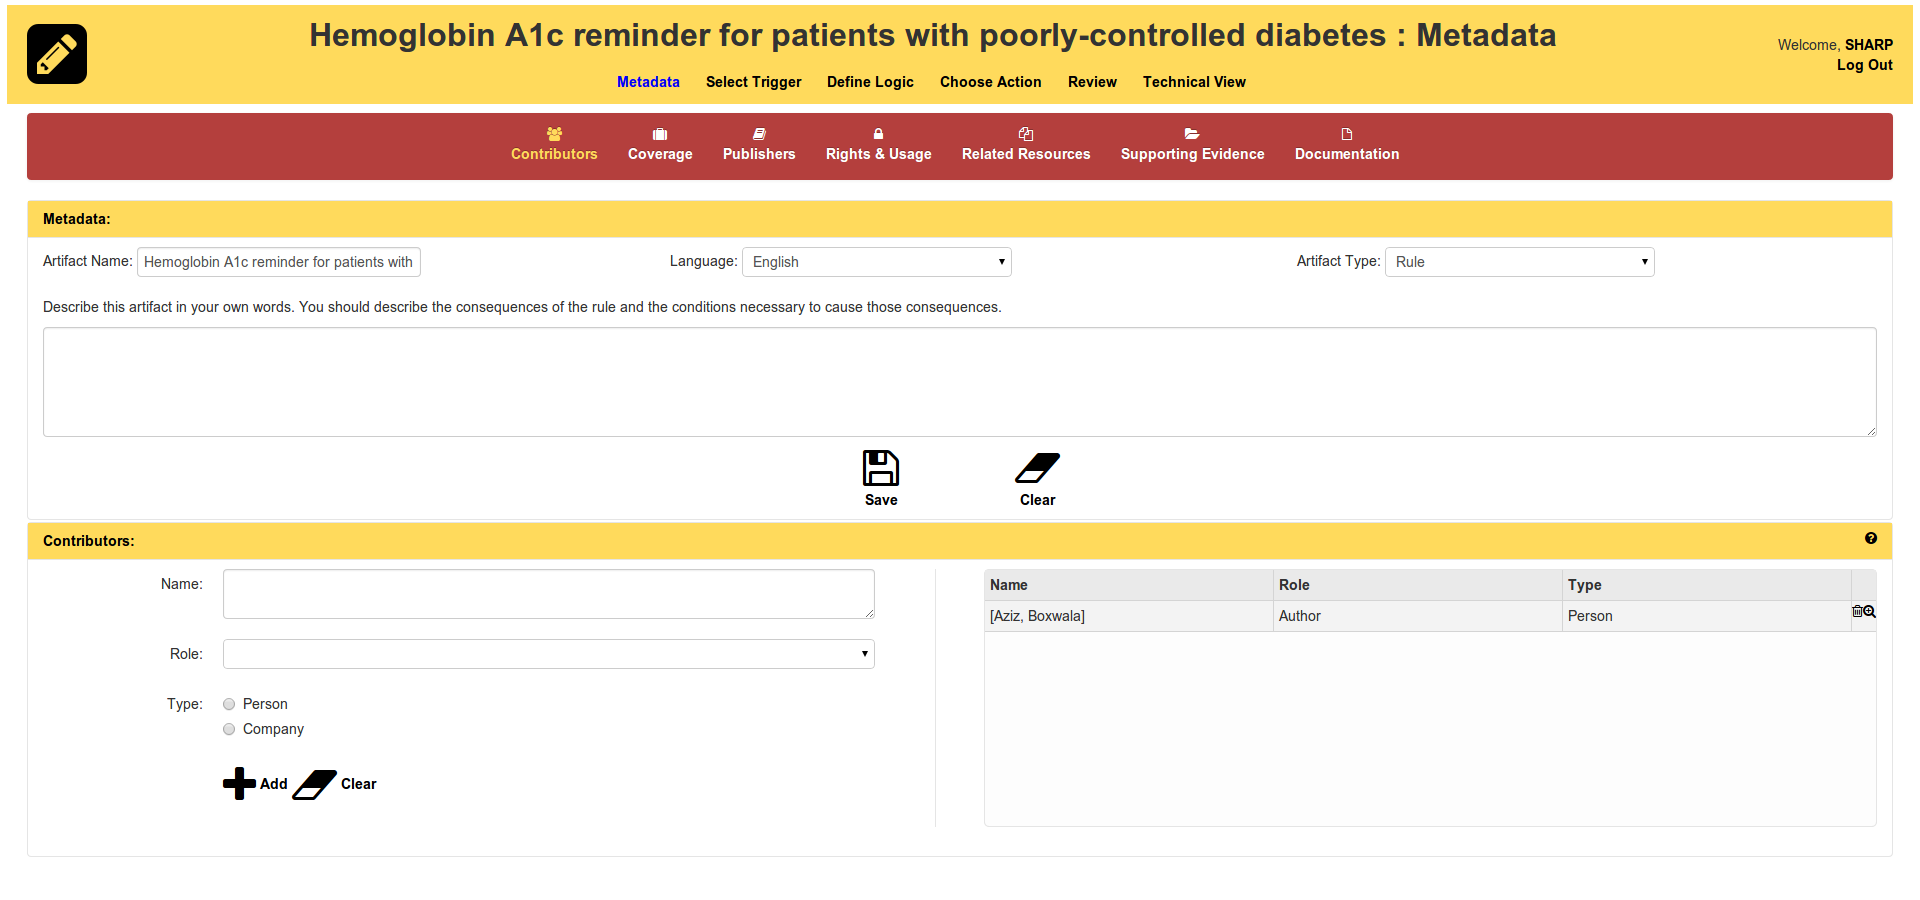 Hemoglobin A1c reminder for patients with poorly-controlled diabetes : Metadata
Welcome, SHARP
Log Out
Metadata Select Trigger Define Logic Choose Action Review Technical View
Contributors Coverage Publishers Rights & Usage Related Resources Supporting Evidence Documentation
Metadata:
Artifact Name: Hemoglobin A1c reminder for patients with Language: English Artifact Type: Rule
Describe this artifact in your own words. You should describe the consequences of the rule and the conditions necessary to cause those consequences.
Save Clear
Contributors:
Name:
Role:
Type: Person
Company
Add Clear
Name Role Type
[Aziz, Boxwala] Author Person